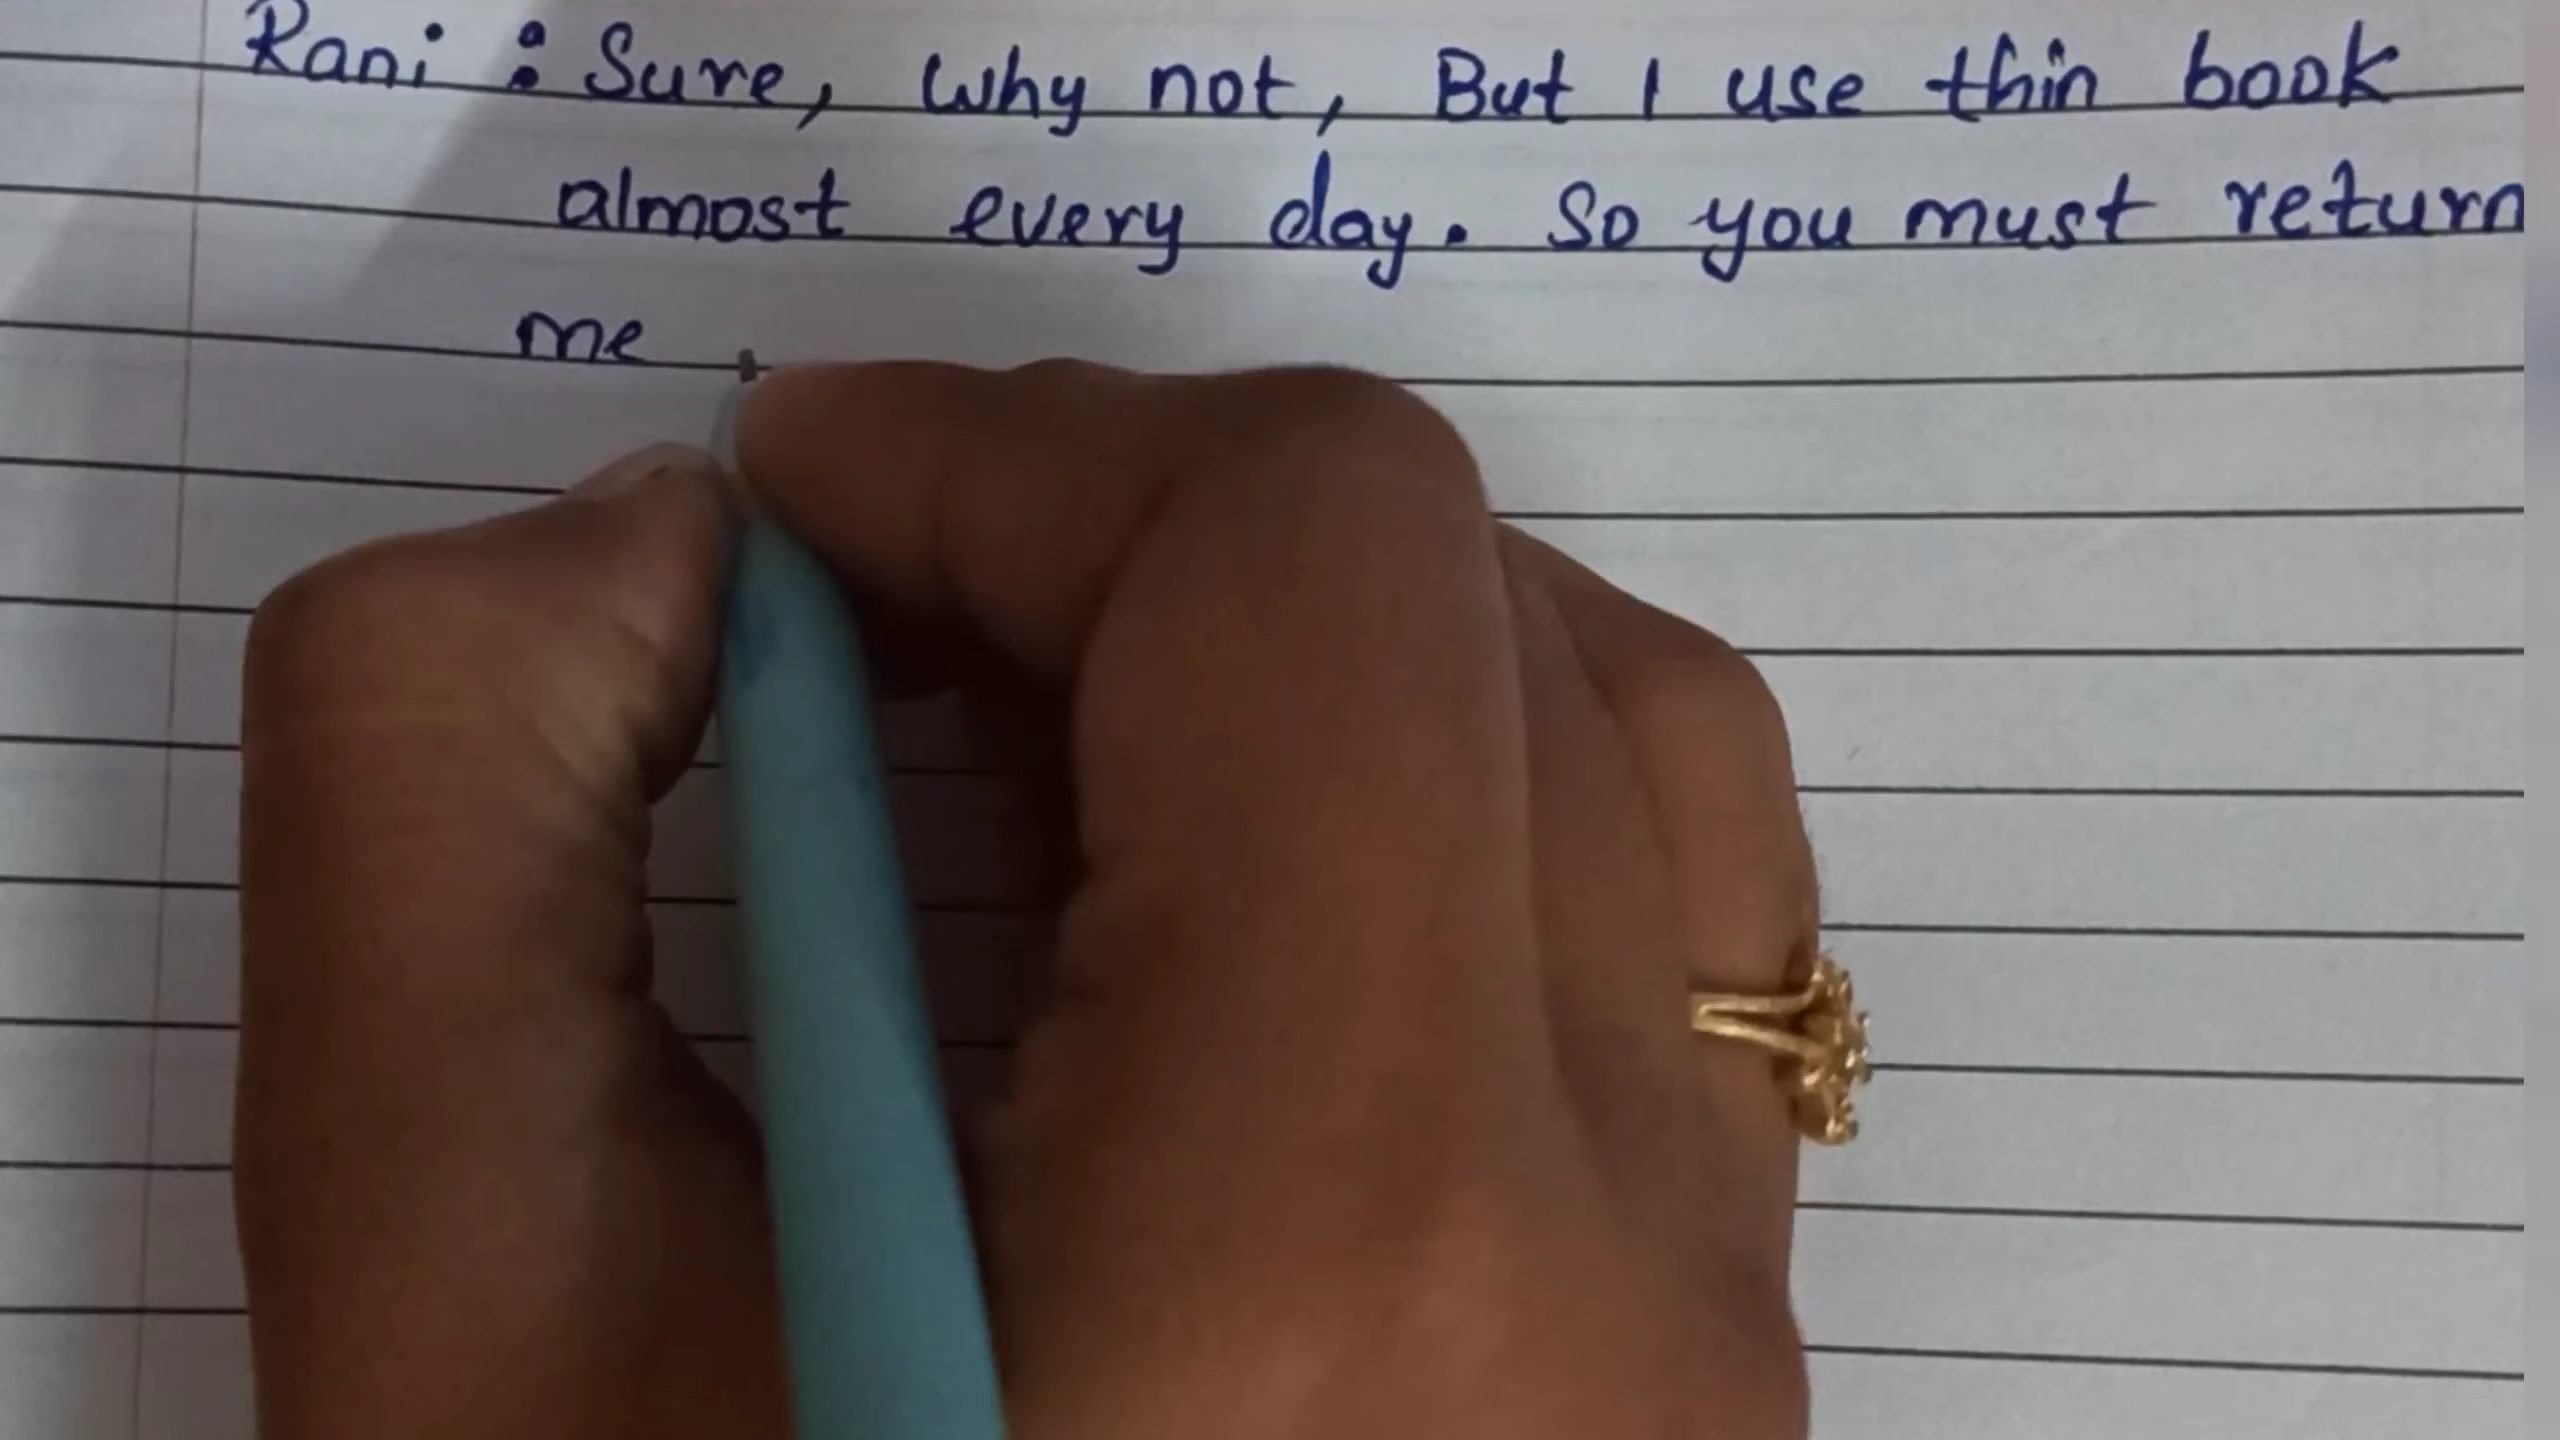 Rani : Sure, Why not, But I use thin book
almost every day. So you must return
me